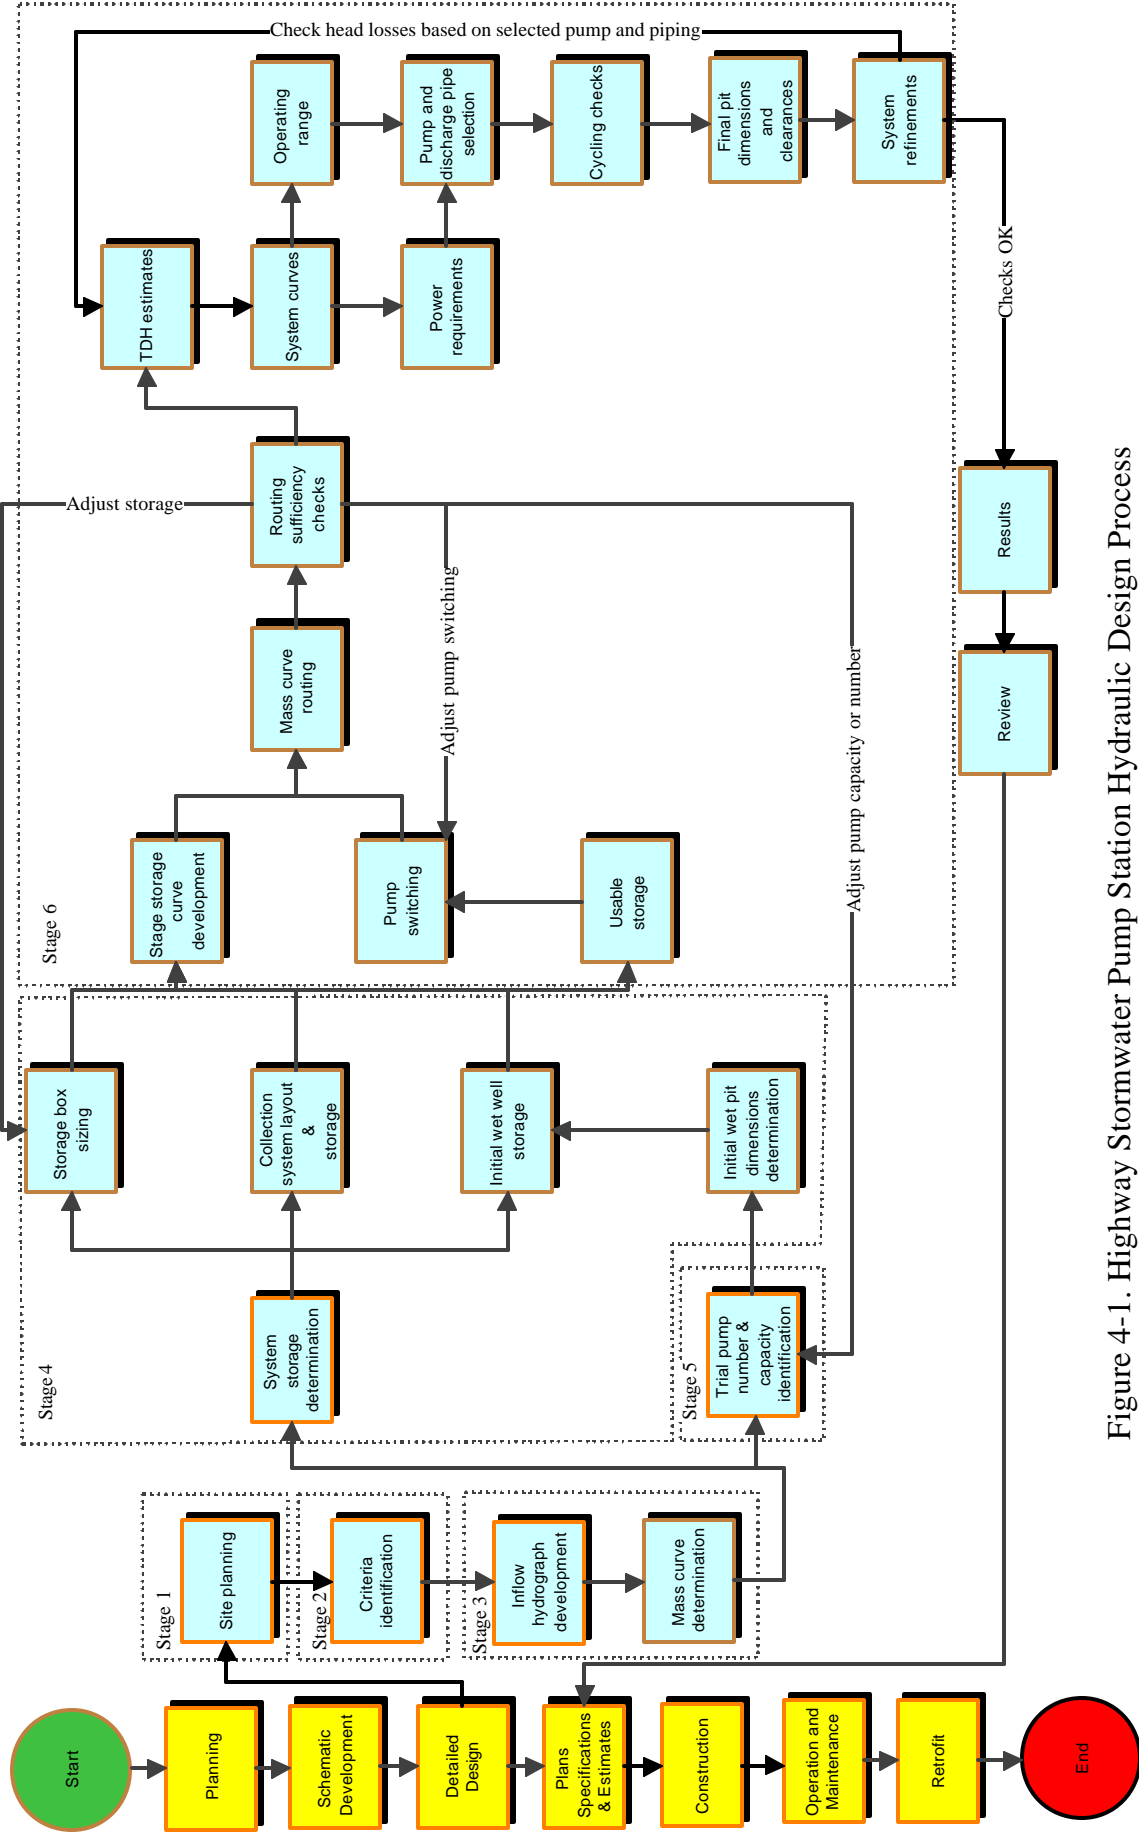 Start
Planning
Schematic
Development
Detailed
Design
Plans
Specifications
& Estimates
Construction
Operation and
Maintenance
Retrofit
End
Stage 1
Site planning
Stage 2
Criteria
identification
Stage 3
Inflow
hydrograph
development
Mass curve
determination
Stage 4
System
storage
determination
Stage 5
Trial pump
number &
capacity
identification
Storage box
sizing
Collection
system layout
&
storage
Initial wet well
storage
Initial wet pit
dimensions
determination
Stage 6
Stage storage
curve
development
Pump
switching
Usable
storage
Mass curve
routing
Routing
sufficiency
checks
Adjust storage
Adjust pump switching
Adjust pump capacity or number
TDH estimates
System curves
Power
requirements
Operating
range
Pump and
discharge pipe
selection
Cycling checks
Final pit
dimensions
and
clearances
System
refinements
Check head losses based on selected pump and piping
Checks OK
Results
Review
Figure 4-1. Highway Stormwater Pump Station Hydraulic Design Process